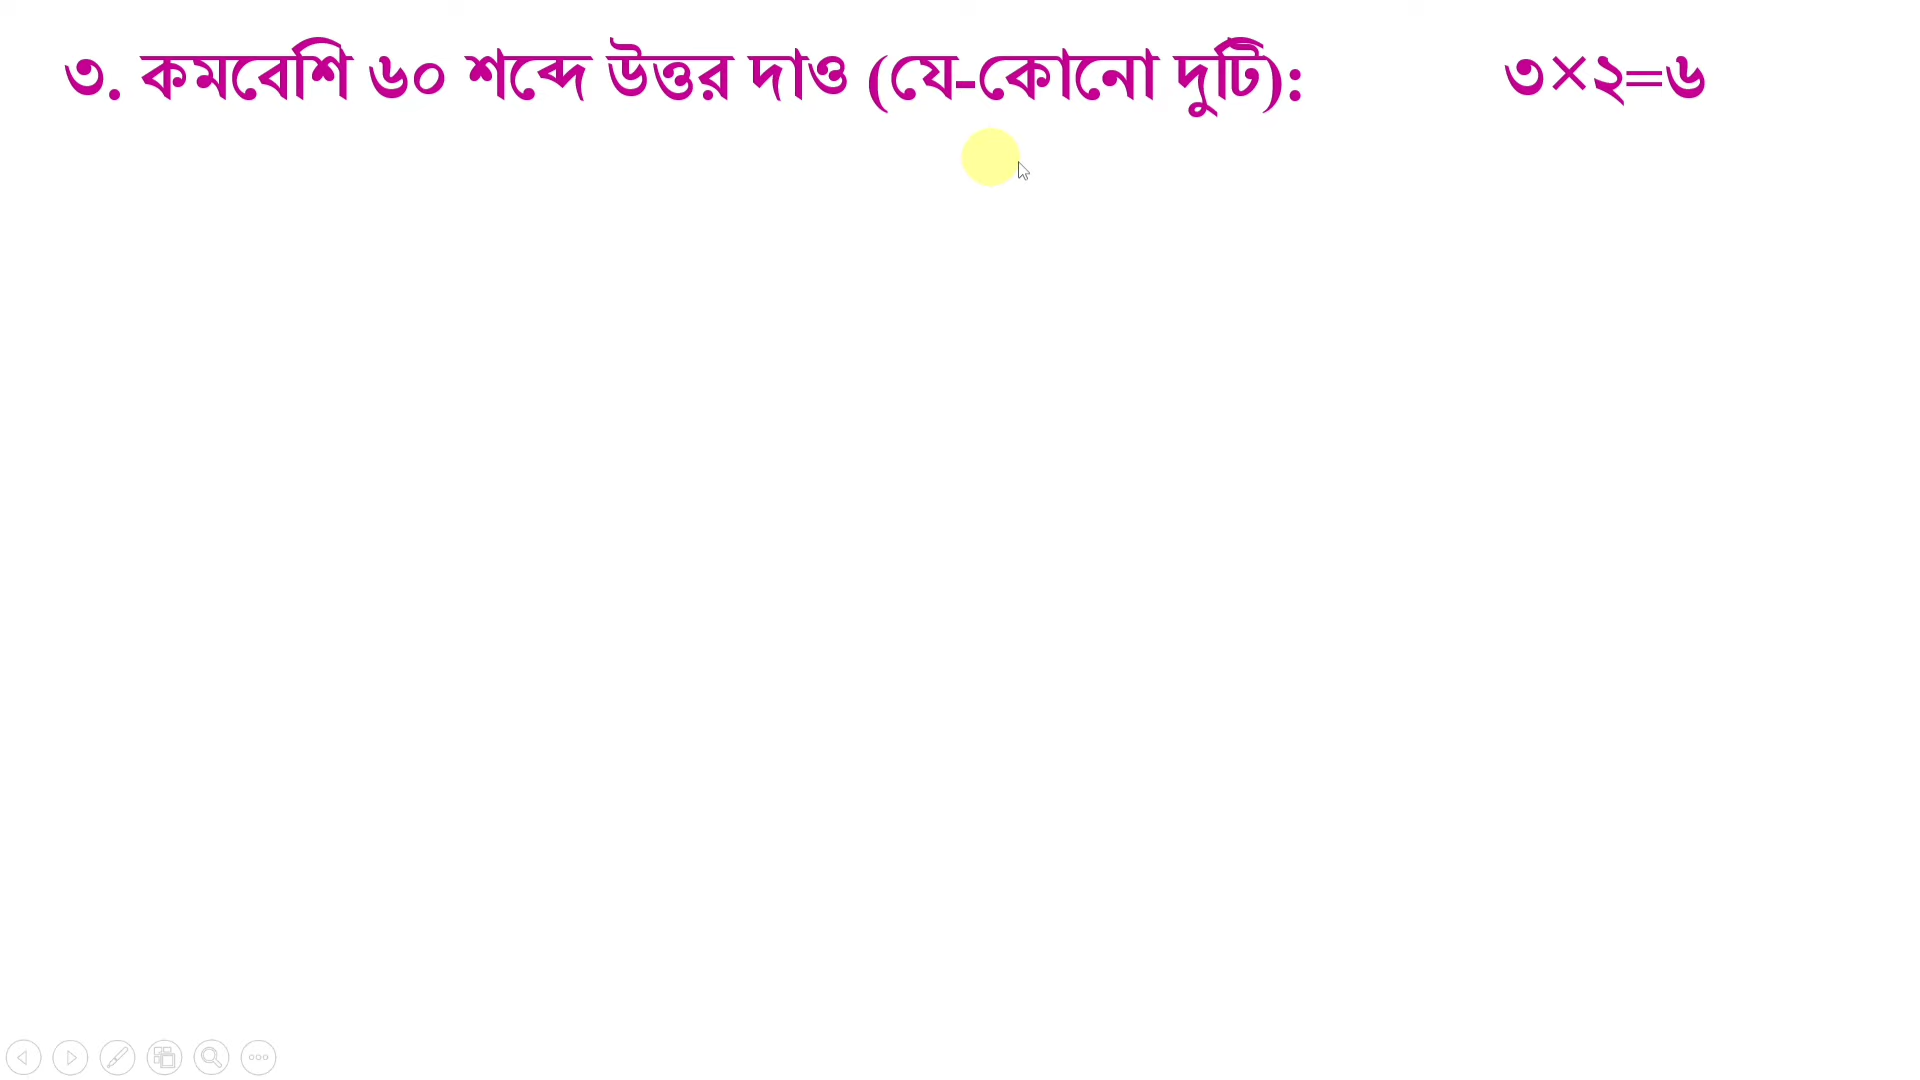 ৩. কমবেশি ৬০ শব্দে উত্তর দাও (যে-কোনো দুটি): ৩×২=৬